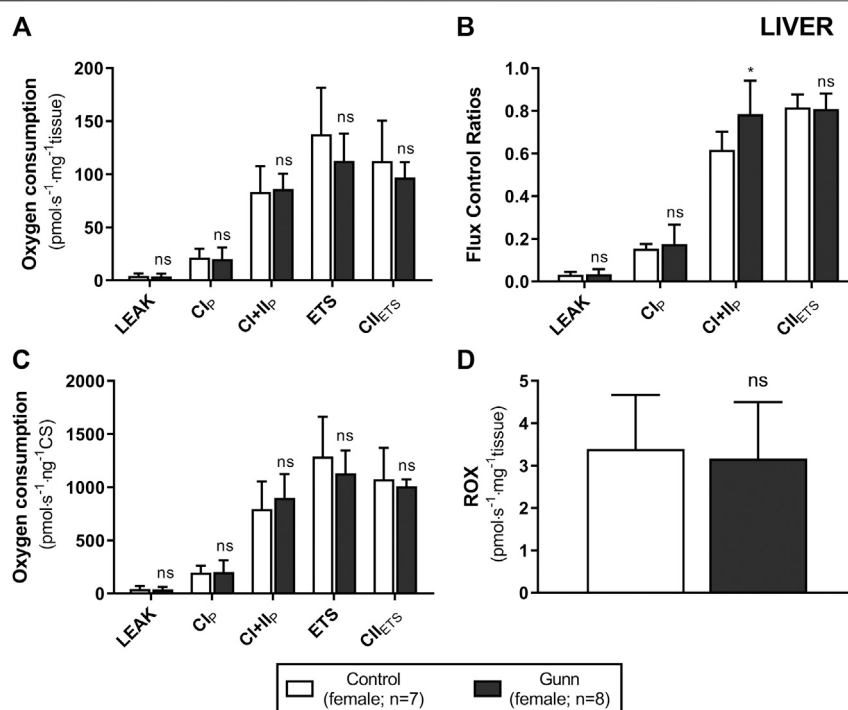 A
Oxygen consumption
(pmol·s⁻¹·mg⁻¹tissue)
200
150
100
50
0
ns
ns
ns
ns
ns
LEAK
CIP
CI+IIP
ETS
CIIETS
B
LIVER
Flux Control Ratios
1.0
0.8
0.6
0.4
0.2
0.0
ns
ns
*
ns
LEAK
CIP
CI+IIP
CIIETS
C
Oxygen consumption
(pmol·s⁻¹·ng⁻¹CS)
2000
1500
1000
500
0
ns
ns
ns
ns
ns
LEAK
CIP
CI+IIP
ETS
CIIETS
D
ROX
(pmol·s⁻¹·mg⁻¹tissue)
5
4
3
2
1
0
ns
Control
(female; n=7)
Gunn
(female; n=8)